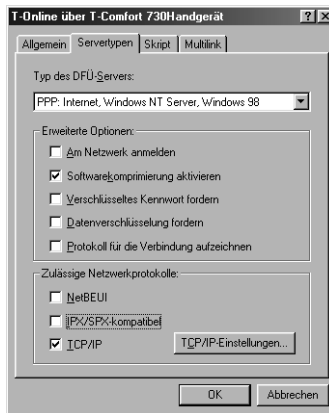 T-Online über T-Comfort 730Handgerät
Allgemein Servertypen Skript Multilink
Typ des DFÜ-Servers:
PPP: Internet, Windows NT Server, Windows 98
Erweiterte Optionen:
Am Netzwerk anmelden
Softwarekomprimierung aktivieren
Verschlüsseltes Kennwort fordern
Datenverschlüsselung fordern
Protokoll für die Verbindung aufzeichnen
Zulässige Netzwerkprotokolle:
NetBEUI
IPX/SPX-kompatibel
TCP/IP TCP/IP-Einstellungen...
OK Abbrechen